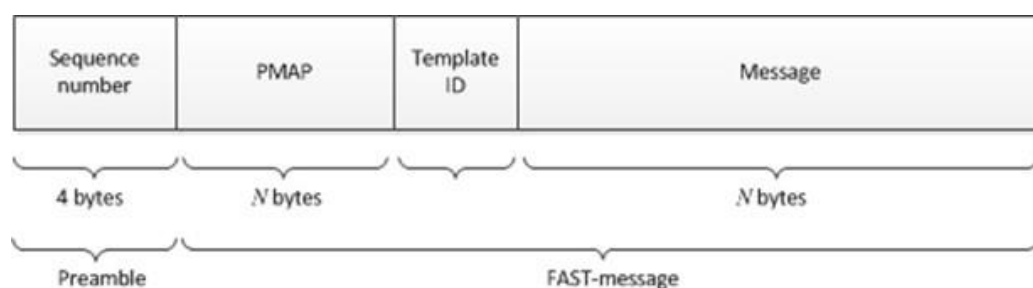 Sequence
number
PMAP
Template
ID
Message
4 bytes
N bytes
N bytes
Preamble
FAST-message